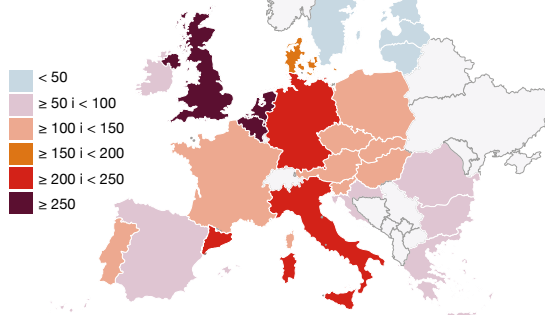 < 50
≥ 50 i < 100
≥ 100 i < 150
≥ 150 i < 200
≥ 200 i < 250
≥ 250